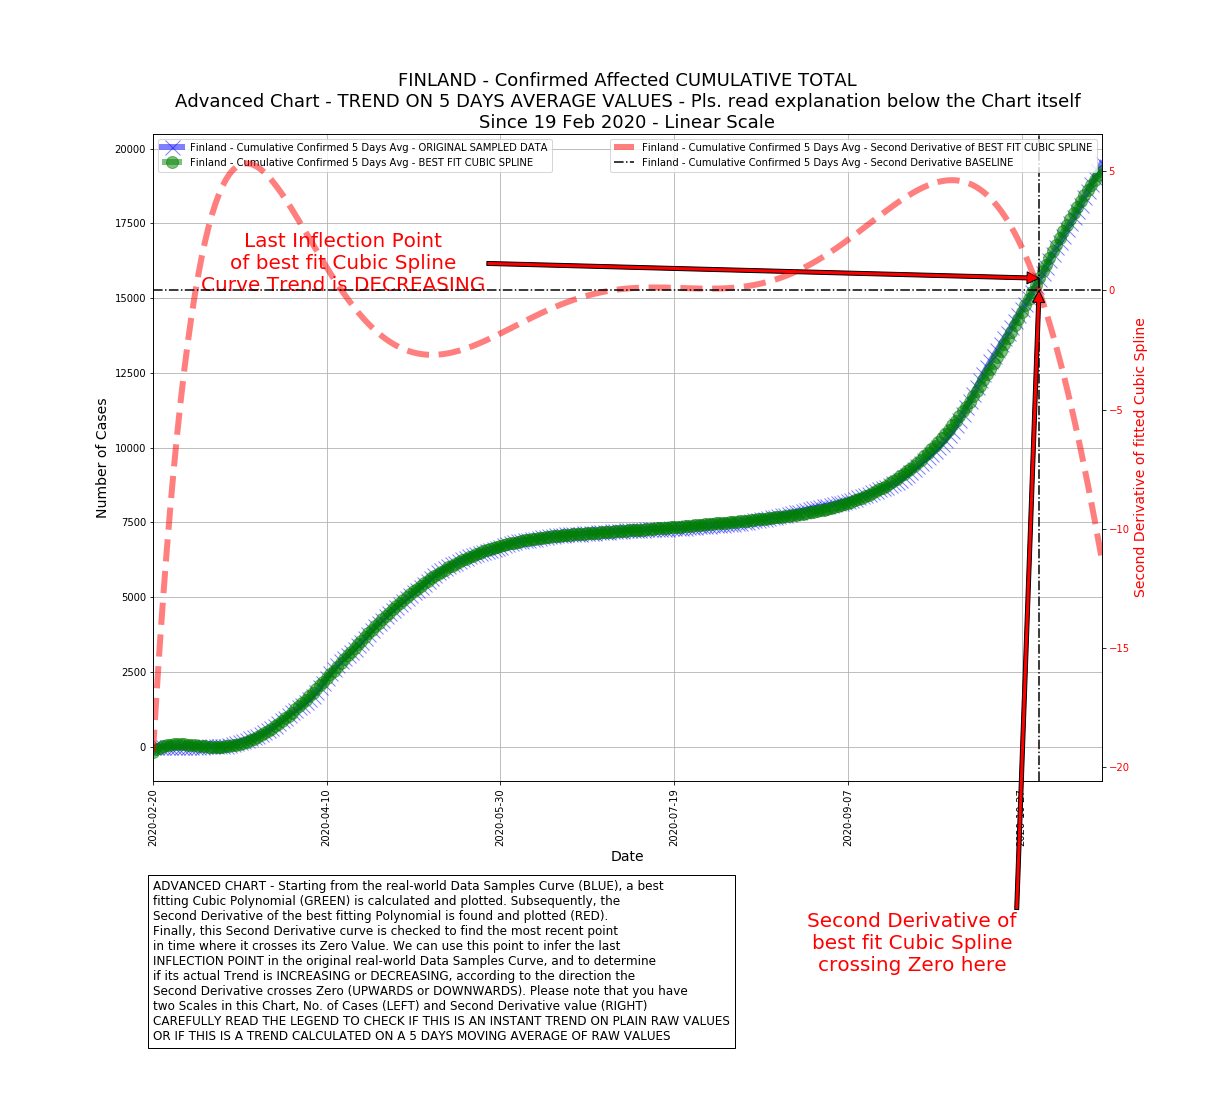 FINLAND - Confirmed Affected CUMULATIVE TOTAL
Advanced Chart - TREND ON 5 DAYS AVERAGE VALUES - Pls. read explanation below the Chart itself
Since 19 Feb 2020 - Linear Scale
Finland - Cumulative Confirmed 5 Days Avg - ORIGINAL SAMPLED DATA
Finland - Cumulative Confirmed 5 Days Avg - BEST FIT CUBIC SPLINE
Finland - Cumulative Confirmed 5 Days Avg - Second Derivative of BEST FIT CUBIC SPLINE
Finland - Cumulative Confirmed 5 Days Avg - Second Derivative BASELINE
Last Inflection Point
of best fit Cubic Spline
Curve Trend is DECREASING
Number of Cases
20000
17500
15000
12500
10000
7500
5000
2500
0
5
0
−5
−10
−15
−20
Second Derivative of fitted Cubic Spline
2020-02-20
2020-04-10
2020-05-30
2020-07-19
2020-09-07
2020-10-27
Date
ADVANCED CHART - Starting from the real-world Data Samples Curve (BLUE), a best
fitting Cubic Polynomial (GREEN) is calculated and plotted. Subsequently, the
Second Derivative of the best fitting Polynomial is found and plotted (RED).
Finally, this Second Derivative curve is checked to find the most recent point
in time where it crosses its Zero Value. We can use this point to infer the last
INFLECTION POINT in the original real-world Data Samples Curve, and to determine
if its actual Trend is INCREASING or DECREASING, according to the direction the
Second Derivative crosses Zero (UPWARDS or DOWNWARDS). Please note that you have
two Scales in this Chart, No. of Cases (LEFT) and Second Derivative value (RIGHT)
CAREFULLY READ THE LEGEND TO CHECK IF THIS IS AN INSTANT TREND ON PLAIN RAW VALUES
OR IF THIS IS A TREND CALCULATED ON A 5 DAYS MOVING AVERAGE OF RAW VALUES
Second Derivative of
best fit Cubic Spline
crossing Zero here